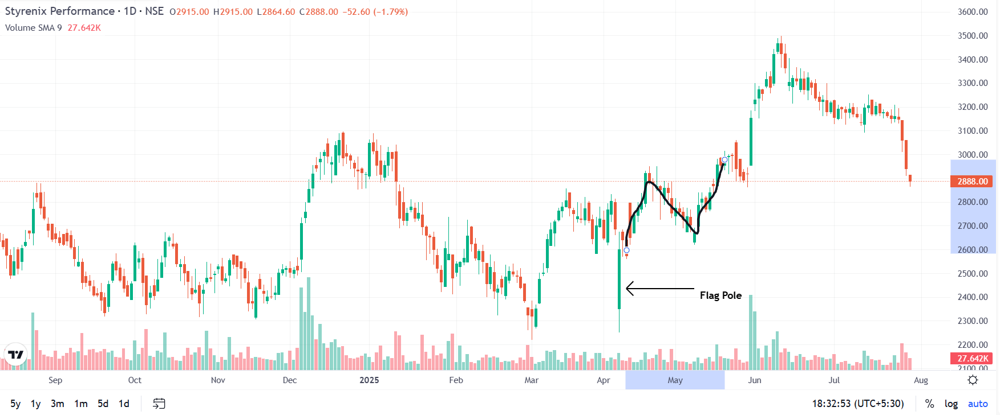 Styrenix Performance · 1D · NSE O2915.00 H2915.00 L2864.60 C2888.00 −52.60 (−1.79%)
Volume SMA 9 27.642K
3600.00
3500.00
3400.00
3300.00
3200.00
3100.00
3000.00
2888.00
2800.00
2700.00
2600.00
2500.00
2400.00
2300.00
2200.00
27.642K
2100.00
Flag Pole
Sep Oct Nov Dec 2025 Feb Mar Apr May Jun Jul Aug
5y 1y 3m 1m 5d 1d 18:32:53 (UTC+5:30) % log auto